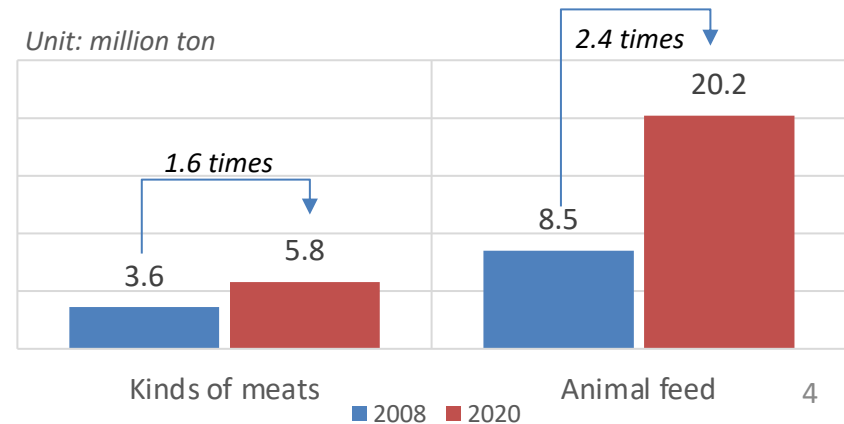 Unit: million ton
2.4 times
20.2
1.6 times
8.5
5.8
3.6
Kinds of meats
Animal feed
4
2008
2020